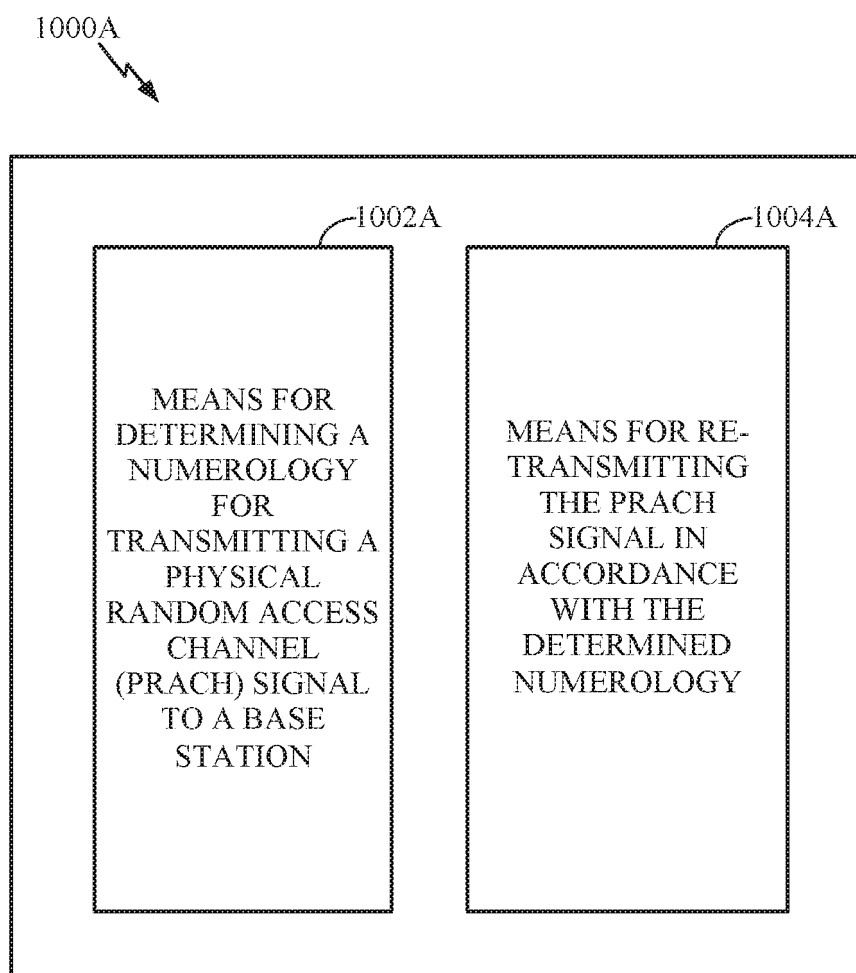 1000A
1002A
1004A
MEANS FOR
DETERMINING A
NUMEROLOGY
FOR
TRANSMITTING A
PHYSICAL
RANDOM ACCESS
CHANNEL
(PRACH) SIGNAL
TO A BASE
STATION
MEANS FOR RE-
TRANSMITTING
THE PRACH
SIGNAL IN
ACCORDANCE
WITH THE
DETERMINED
NUMEROLOGY